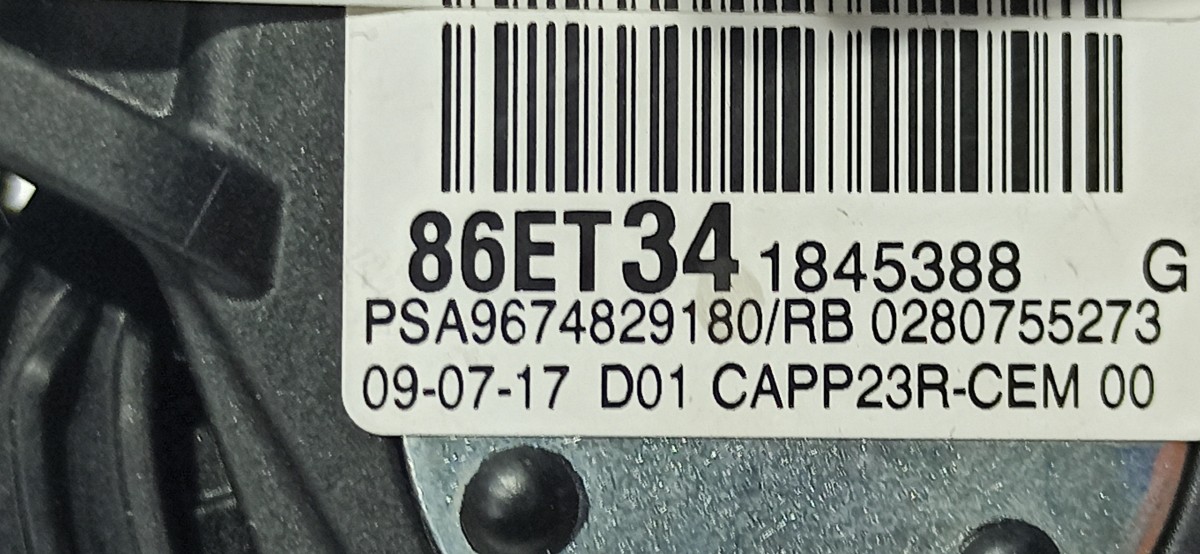 86ET34 1845388 G
PSA9674829180/RB 0280755273
09-07-17 D01 CAPP23R-CEM 00